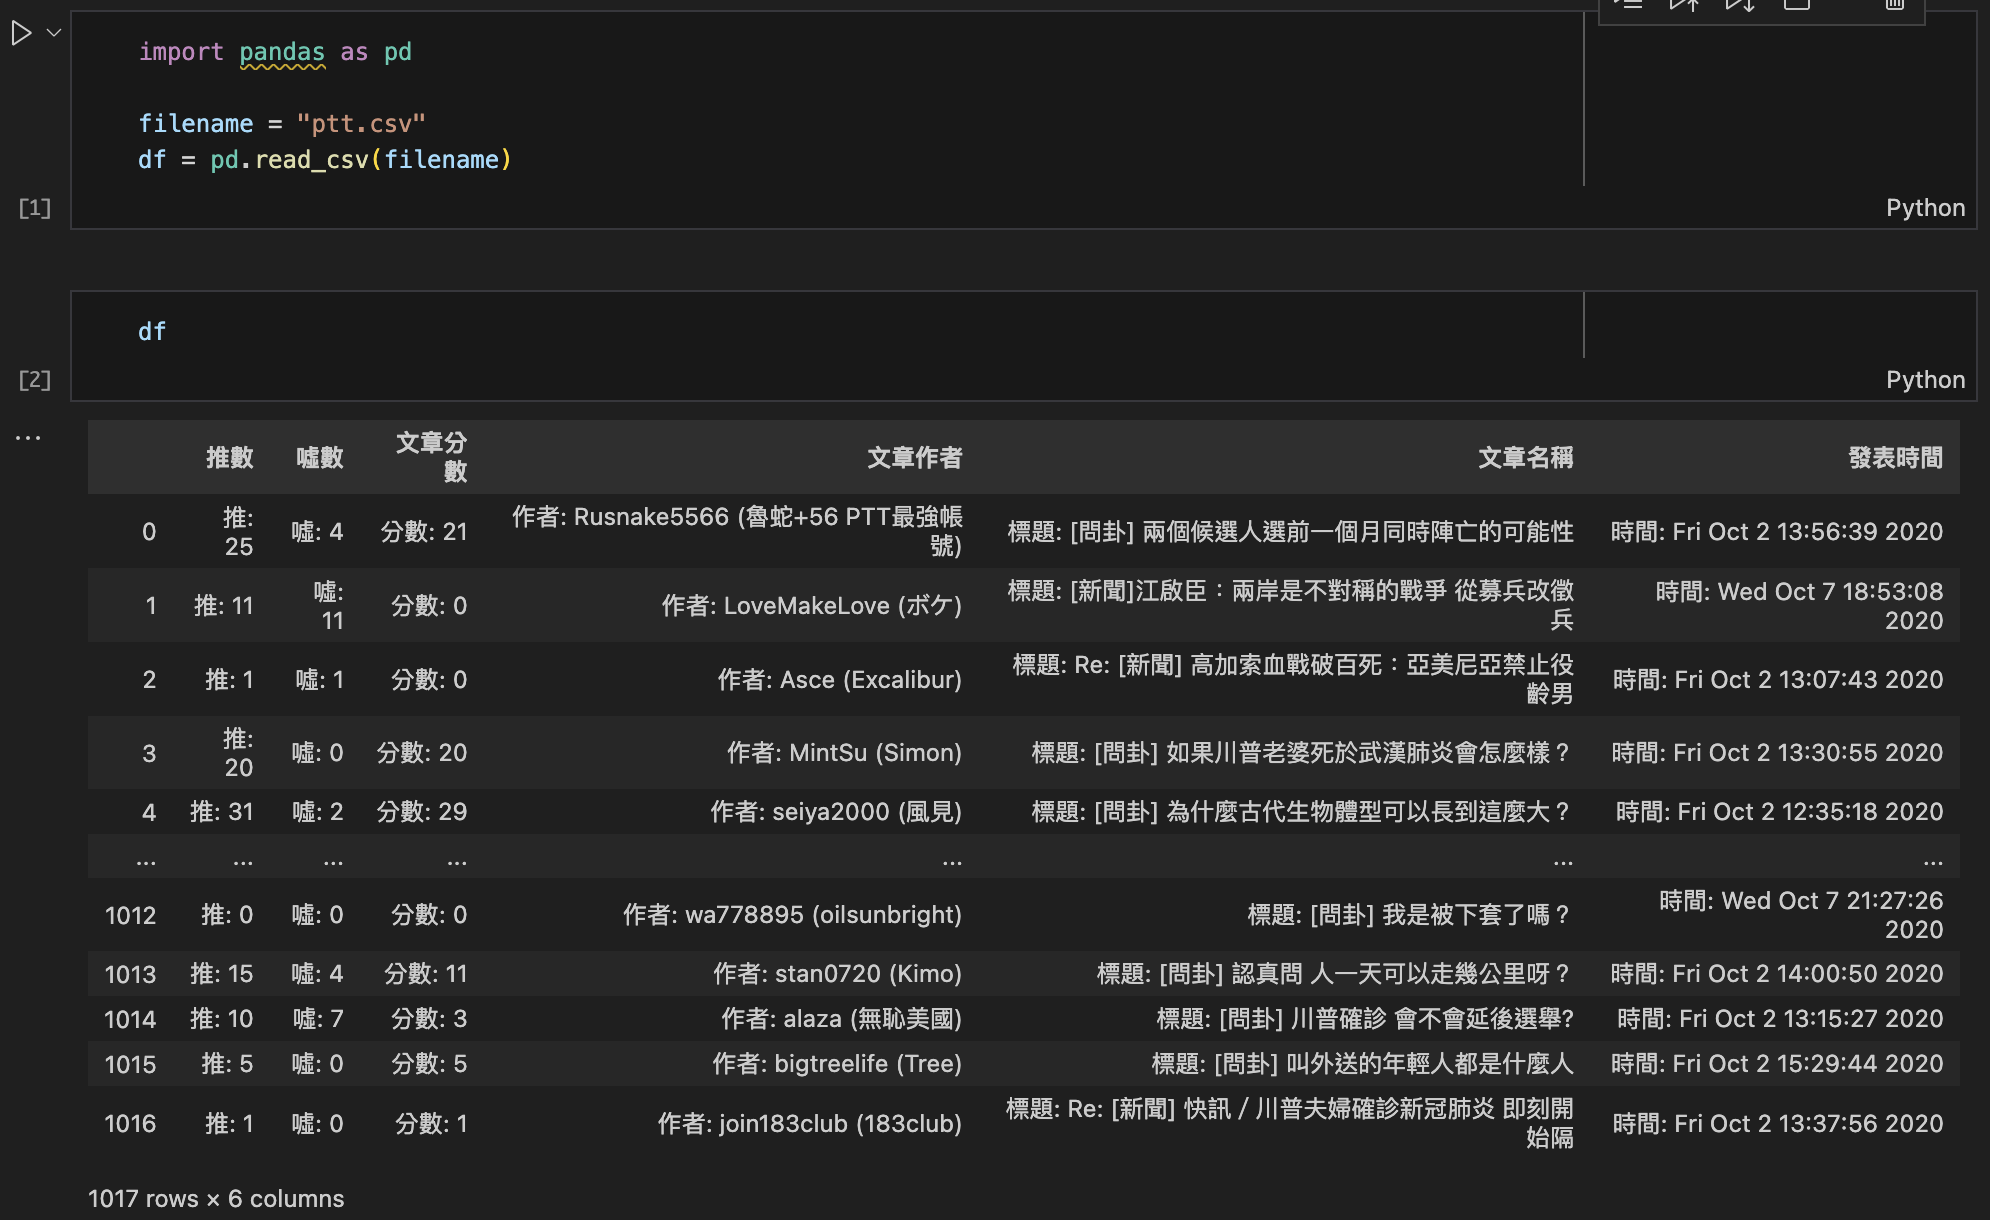 import pandas as pd
filename = "ptt.csv"
df = pd.read_csv(filename)
[1]
Python
df
[2]
Python
...
推數 噓數 文章分數 文章作者 文章名稱 發表時間
0 推: 25 噓: 4 分數: 21 作者: Rusnake5566 (魯蛇+56 PTT最強帳號) 標題: [問卦] 兩個候選人選前一個月同時陣亡的可能性 時間: Fri Oct 2 13:56:39 2020
1 推: 11 噓: 11 分數: 0 作者: LoveMakeLove (ボケ) 標題: [新聞]江啟臣：兩岸是不對稱的戰爭 從募兵改徵兵 時間: Wed Oct 7 18:53:08 2020
2 推: 1 噓: 1 分數: 0 作者: Asce (Excalibur) 標題: Re: [新聞] 高加索血戰破百死：亞美尼亞禁止役齡男 時間: Fri Oct 2 13:07:43 2020
3 推: 20 噓: 0 分數: 20 作者: MintSu (Simon) 標題: [問卦] 如果川普老婆死於武漢肺炎會怎麼樣？ 時間: Fri Oct 2 13:30:55 2020
4 推: 31 噓: 2 分數: 29 作者: seiya2000 (風見) 標題: [問卦] 為什麼古代生物體型可以長到這麼大？ 時間: Fri Oct 2 12:35:18 2020
... ... ... ... ... ... ...
1012 推: 0 噓: 0 分數: 0 作者: wa778895 (oilsunbright) 標題: [問卦] 我是被下套了嗎？ 時間: Wed Oct 7 21:27:26 2020
1013 推: 15 噓: 4 分數: 11 作者: stan0720 (Kimo) 標題: [問卦] 認真問 人一天可以走幾公里呀？ 時間: Fri Oct 2 14:00:50 2020
1014 推: 10 噓: 7 分數: 3 作者: alaza (無恥美國) 標題: [問卦] 川普確診 會不會延後選舉? 時間: Fri Oct 2 13:15:27 2020
1015 推: 5 噓: 0 分數: 5 作者: bigtreelife (Tree) 標題: [問卦] 叫外送的年輕人都是什麼人 時間: Fri Oct 2 15:29:44 2020
1016 推: 1 噓: 0 分數: 1 作者: join183club (183club) 標題: Re: [新聞] 快訊／川普夫婦確診新冠肺炎 即刻開始隔 時間: Fri Oct 2 13:37:56 2020
1017 rows × 6 columns